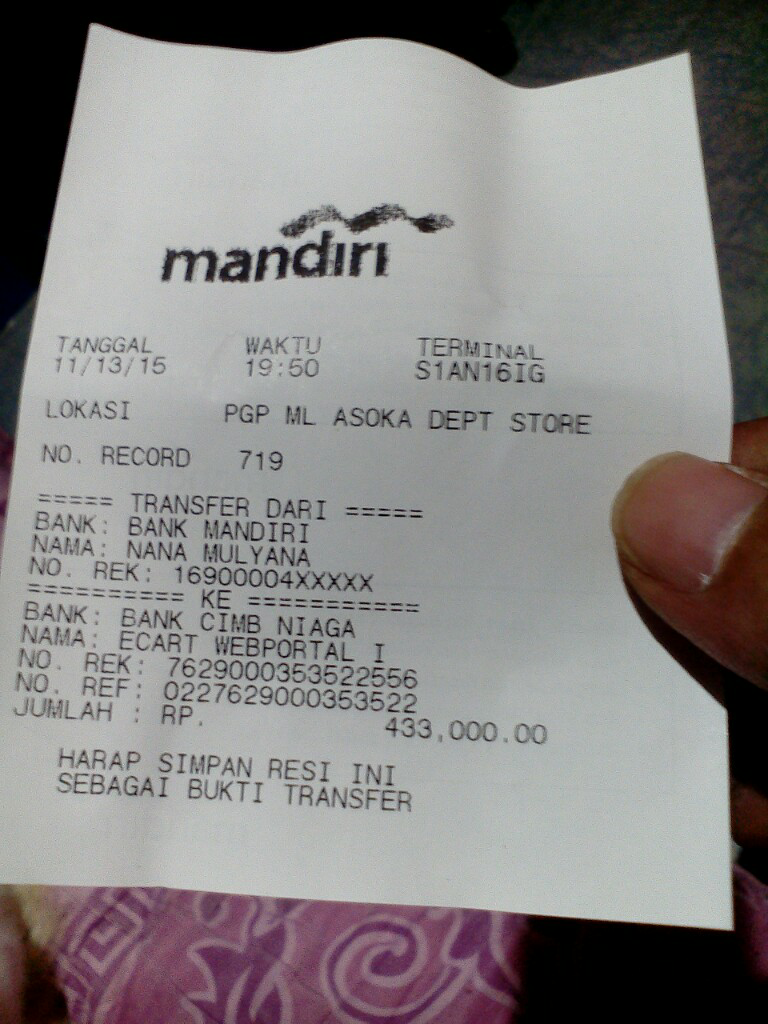 mandiri
TANGGAL WAKTU TERMINAL
11/13/15 19:50 S1AN16IG
LOKASI PGP ML ASOKA DEPT STORE
NO. RECORD 719
===== TRANSFER DARI =====
BANK: BANK MANDIRI
NAMA: NANA MULYANA
NO. REK: 16900004XXXXX
========== KE ===========
BANK: BANK CIMB NIAGA
NAMA: ECART WEBPORTAL I
NO. REK: 7629000353522556
NO. REF: 0227629000353522
JUMLAH : RP. 433,000.00
HARAP SIMPAN RESI INI
SEBAGAI BUKTI TRANSFER